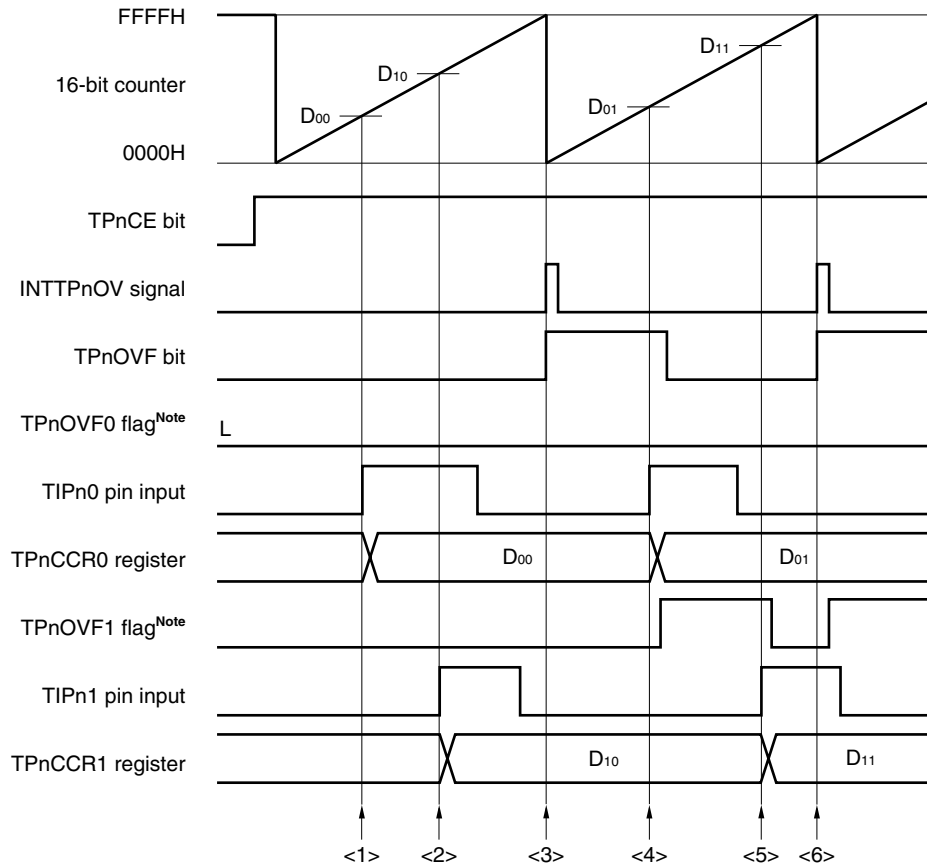 FFFFH
D10
D11
16-bit counter
D00
D01
0000H
TPnCE bit
INTTPnOV signal
TPnOVF bit
TPnOVF0 flagNote
L
TIPn0 pin input
TPnCCR0 register
D00
D01
TPnOVF1 flagNote
TIPn1 pin input
TPnCCR1 register
D10
D11
<1> <2> <3> <4> <5> <6>